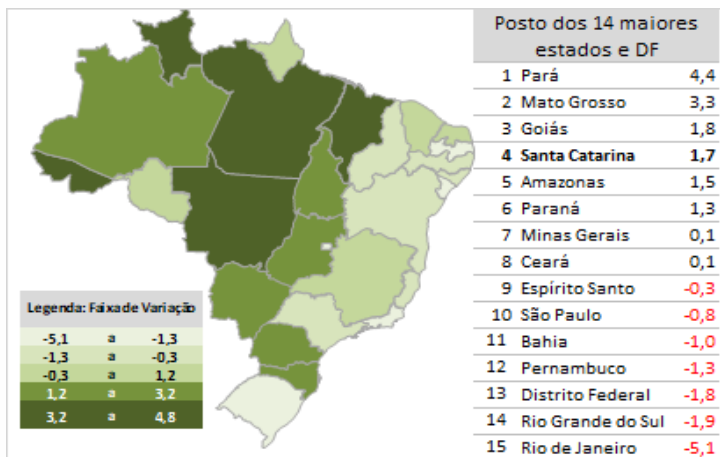 Posto dos 14 maiores
estados e DF
1 Pará 4,4
2 Mato Grosso 3,3
3 Goiás 1,8
4 Santa Catarina 1,7
5 Amazonas 1,5
6 Paraná 1,3
7 Minas Gerais 0,1
8 Ceará 0,1
9 Espírito Santo -0,3
10 São Paulo -0,8
11 Bahia -1,0
12 Pernambuco -1,3
13 Distrito Federal -1,8
14 Rio Grande do Sul -1,9
15 Rio de Janeiro -5,1
Legenda: Faixa de Variação
-5,1 a -1,3
-1,3 a -0,3
-0,3 a 1,2
1,2 a 3,2
3,2 a 4,8